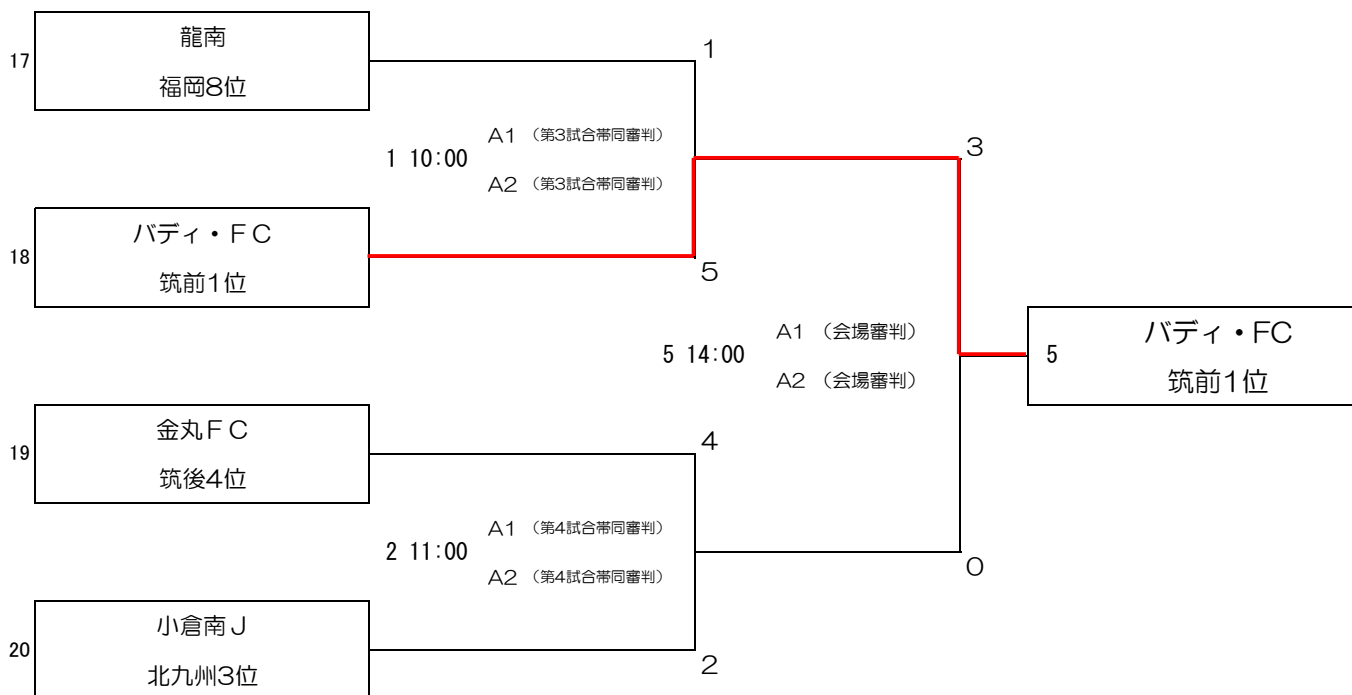 17
龍南
福岡8位
1
1 10:00
A1 （第3試合帯同審判）
A2 （第3試合帯同審判）
3
18
バディ・ＦＣ
筑前1位
5
5 14:00
A1 （会場審判）
A2 （会場審判）
5
バディ・FC
筑前1位
19
金丸ＦＣ
筑後4位
4
2 11:00
A1 （第4試合帯同審判）
A2 （第4試合帯同審判）
0
20
小倉南Ｊ
北九州3位
2